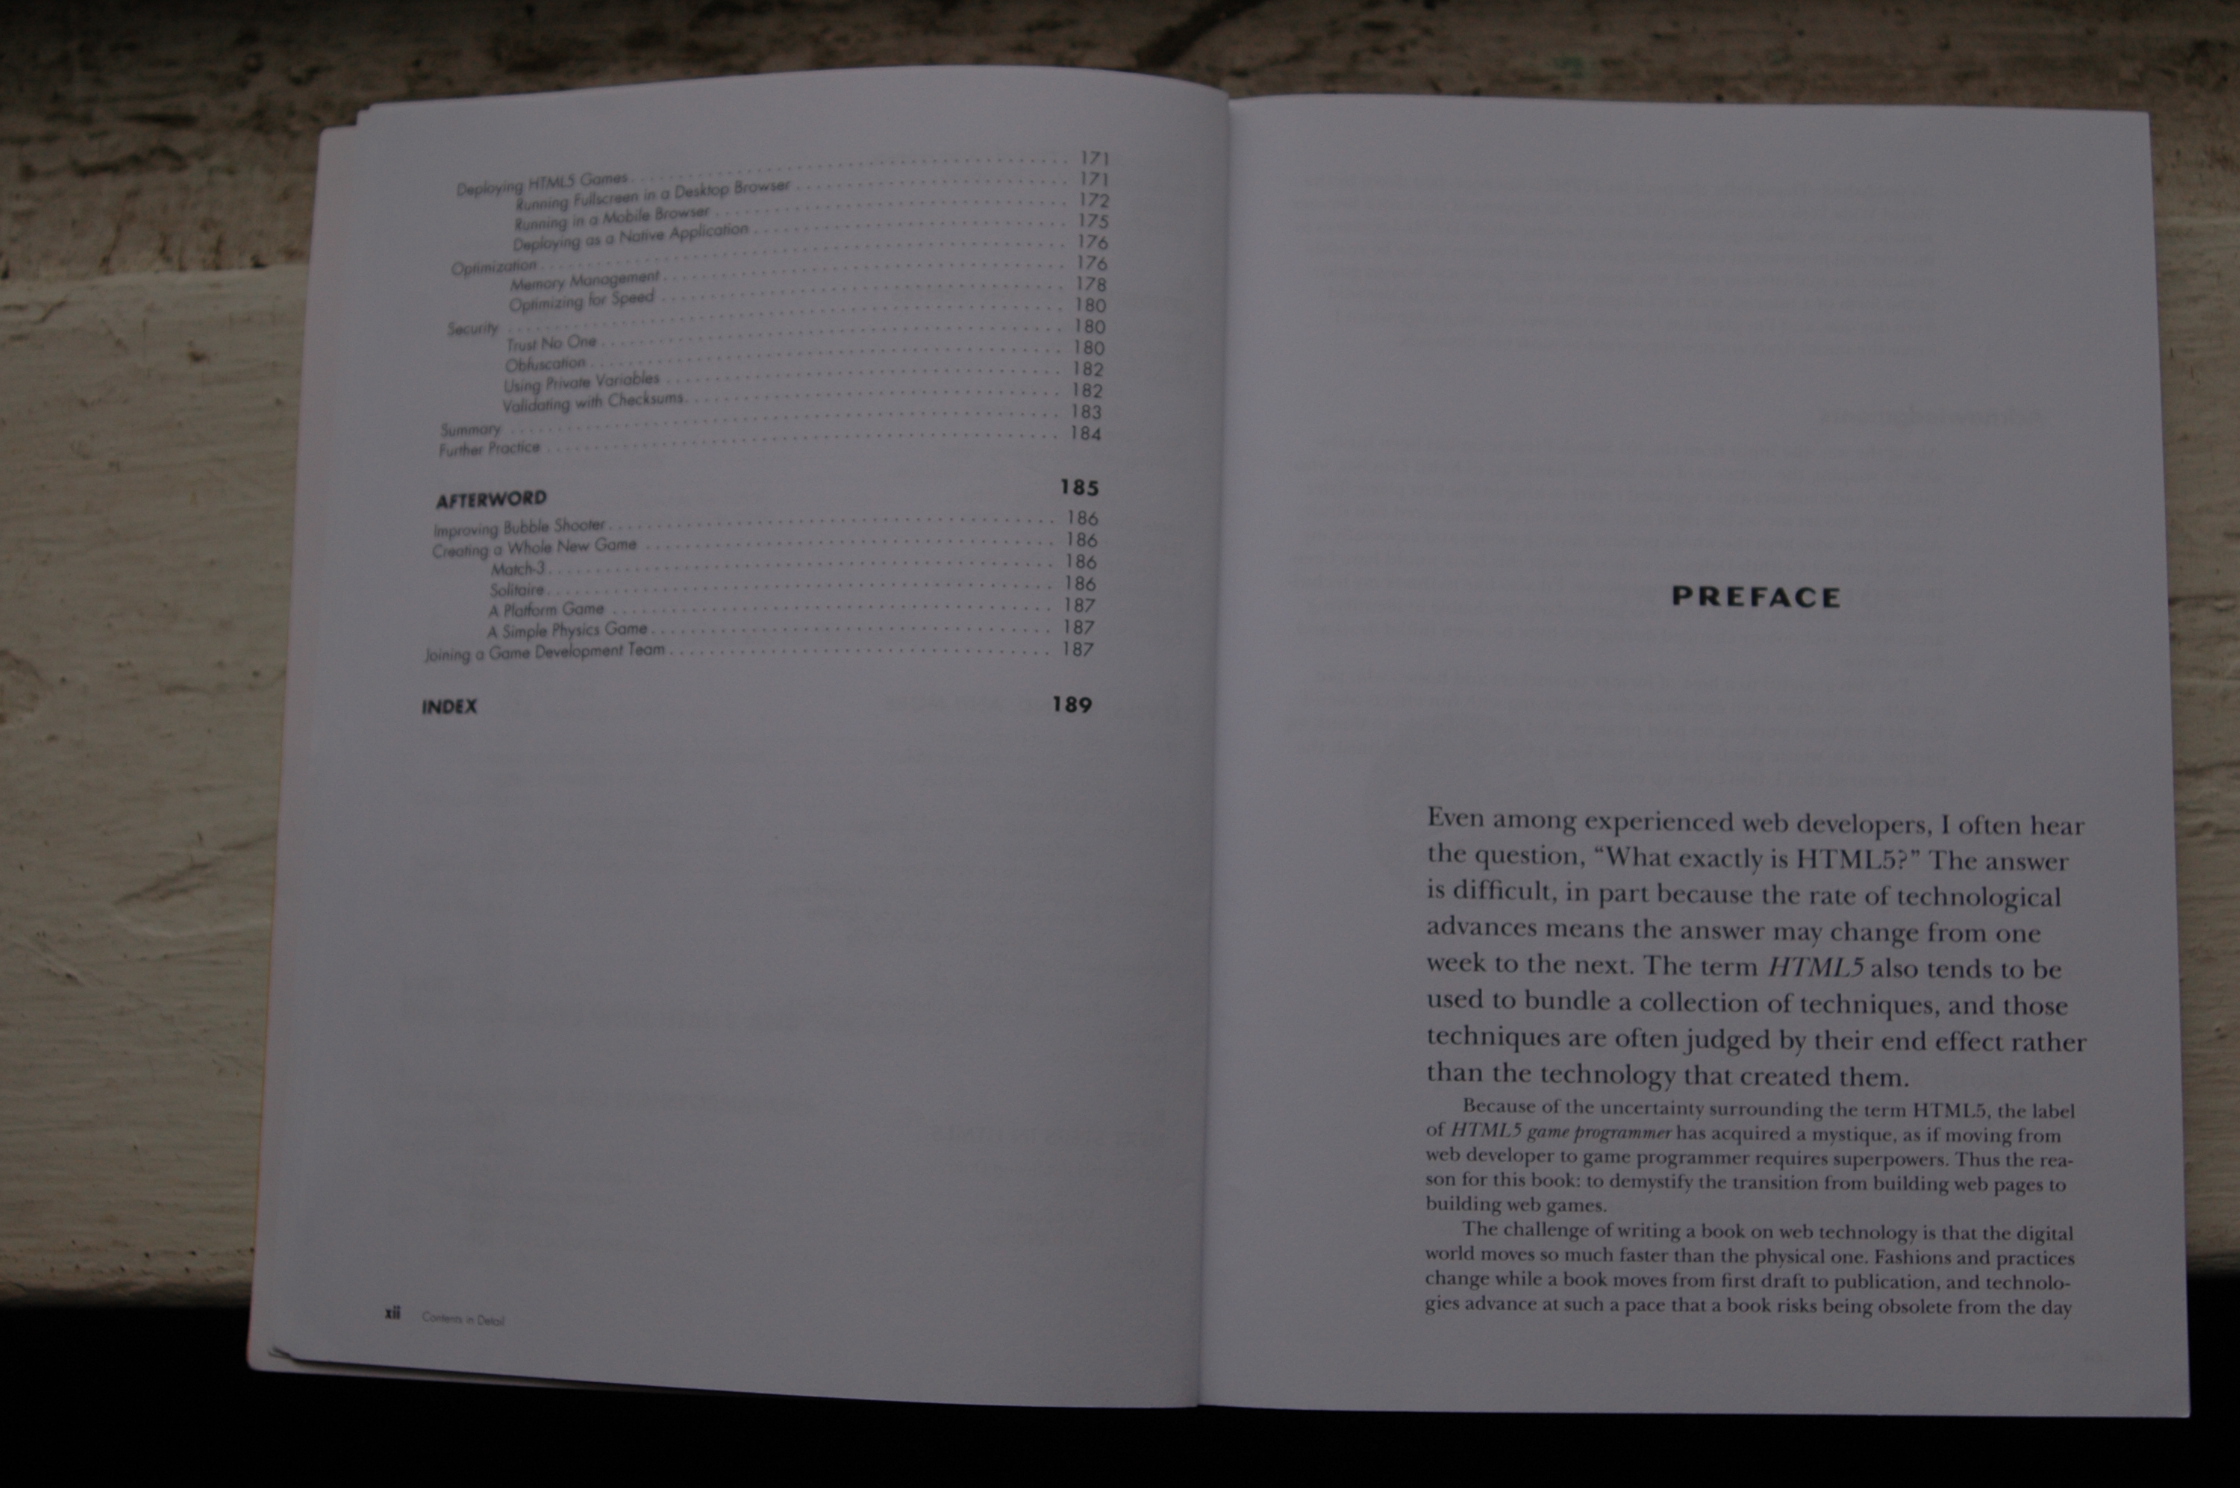 Deploying HTML5 Games . . . . . 171
Running Fullscreen in a Desktop Browser . . . . . 171
Running in a Mobile Browser . . . . . 172
Deploying as a Native Application . . . . . 175
Optimization . . . . . 176
Memory Management . . . . . 176
Optimizing for Speed . . . . . 178
Security . . . . . 180
Trust No One . . . . . 180
Obfuscation . . . . . 180
Using Private Variables . . . . . 182
Validating with Checksums . . . . . 182
Summary . . . . . 183
Further Practice . . . . . 184
AFTERWORD 185
Improving Bubble Shooter . . . . . 186
Creating a Whole New Game . . . . . 186
Match-3 . . . . . 186
Solitaire . . . . . 186
A Platform Game . . . . . 187
A Simple Physics Game . . . . . 187
Joining a Game Development Team . . . . . 187
INDEX 189
xii Contents in Detail
PREFACE
Even among experienced web developers, I often hear
the question, “What exactly is HTML5?” The answer
is difficult, in part because the rate of technological
advances means the answer may change from one
week to the next. The term HTML5 also tends to be
used to bundle a collection of techniques, and those
techniques are often judged by their end effect rather
than the technology that created them.
Because of the uncertainty surrounding the term HTML5, the label
of HTML5 game programmer has acquired a mystique, as if moving from
web developer to game programmer requires superpowers. Thus the rea-
son for this book: to demystify the transition from building web pages to
building web games.
The challenge of writing a book on web technology is that the digital
world moves so much faster than the physical one. Fashions and practices
change while a book moves from first draft to publication, and technolo-
gies advance at such a pace that a book risks being obsolete from the day